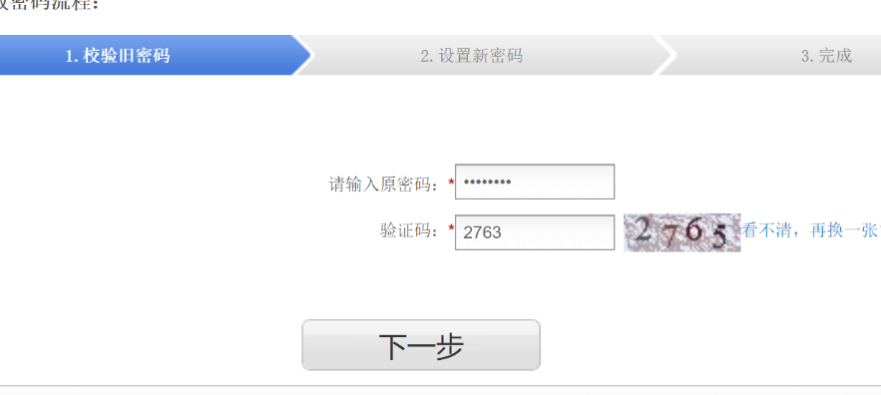 改密码流程：
1. 校验旧密码 2. 设置新密码 3. 完成
请输入原密码：* ••••••••
验证码：* 2763 2765 看不清，再换一张
下一步